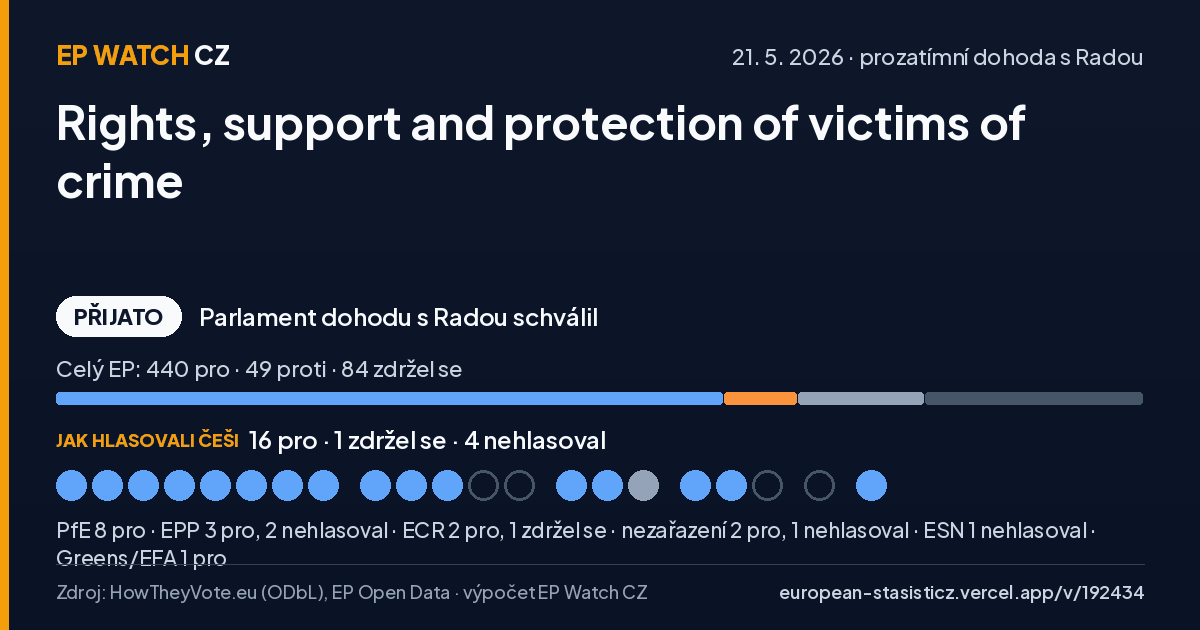 EP WATCH CZ
21. 5. 2026 · prozatímní dohoda s Radou
Rights, support and protection of victims of
crime
PŘIJATO Parlament dohodu s Radou schválil
Celý EP: 440 pro · 49 proti · 84 zdržel se
JAK HLASOVALI ČEŠI 16 pro · 1 zdržel se · 4 nehlasoval
PfE 8 pro · EPP 3 pro, 2 nehlasoval · ECR 2 pro, 1 zdržel se · nezařazení 2 pro, 1 nehlasoval · ESN 1 nehlasoval ·
Greens/EFA 1 pro
Zdroj: HowTheyVote.eu (ODbL), EP Open Data · výpočet EP Watch CZ
european-stasisticz.vercel.app/v/192434